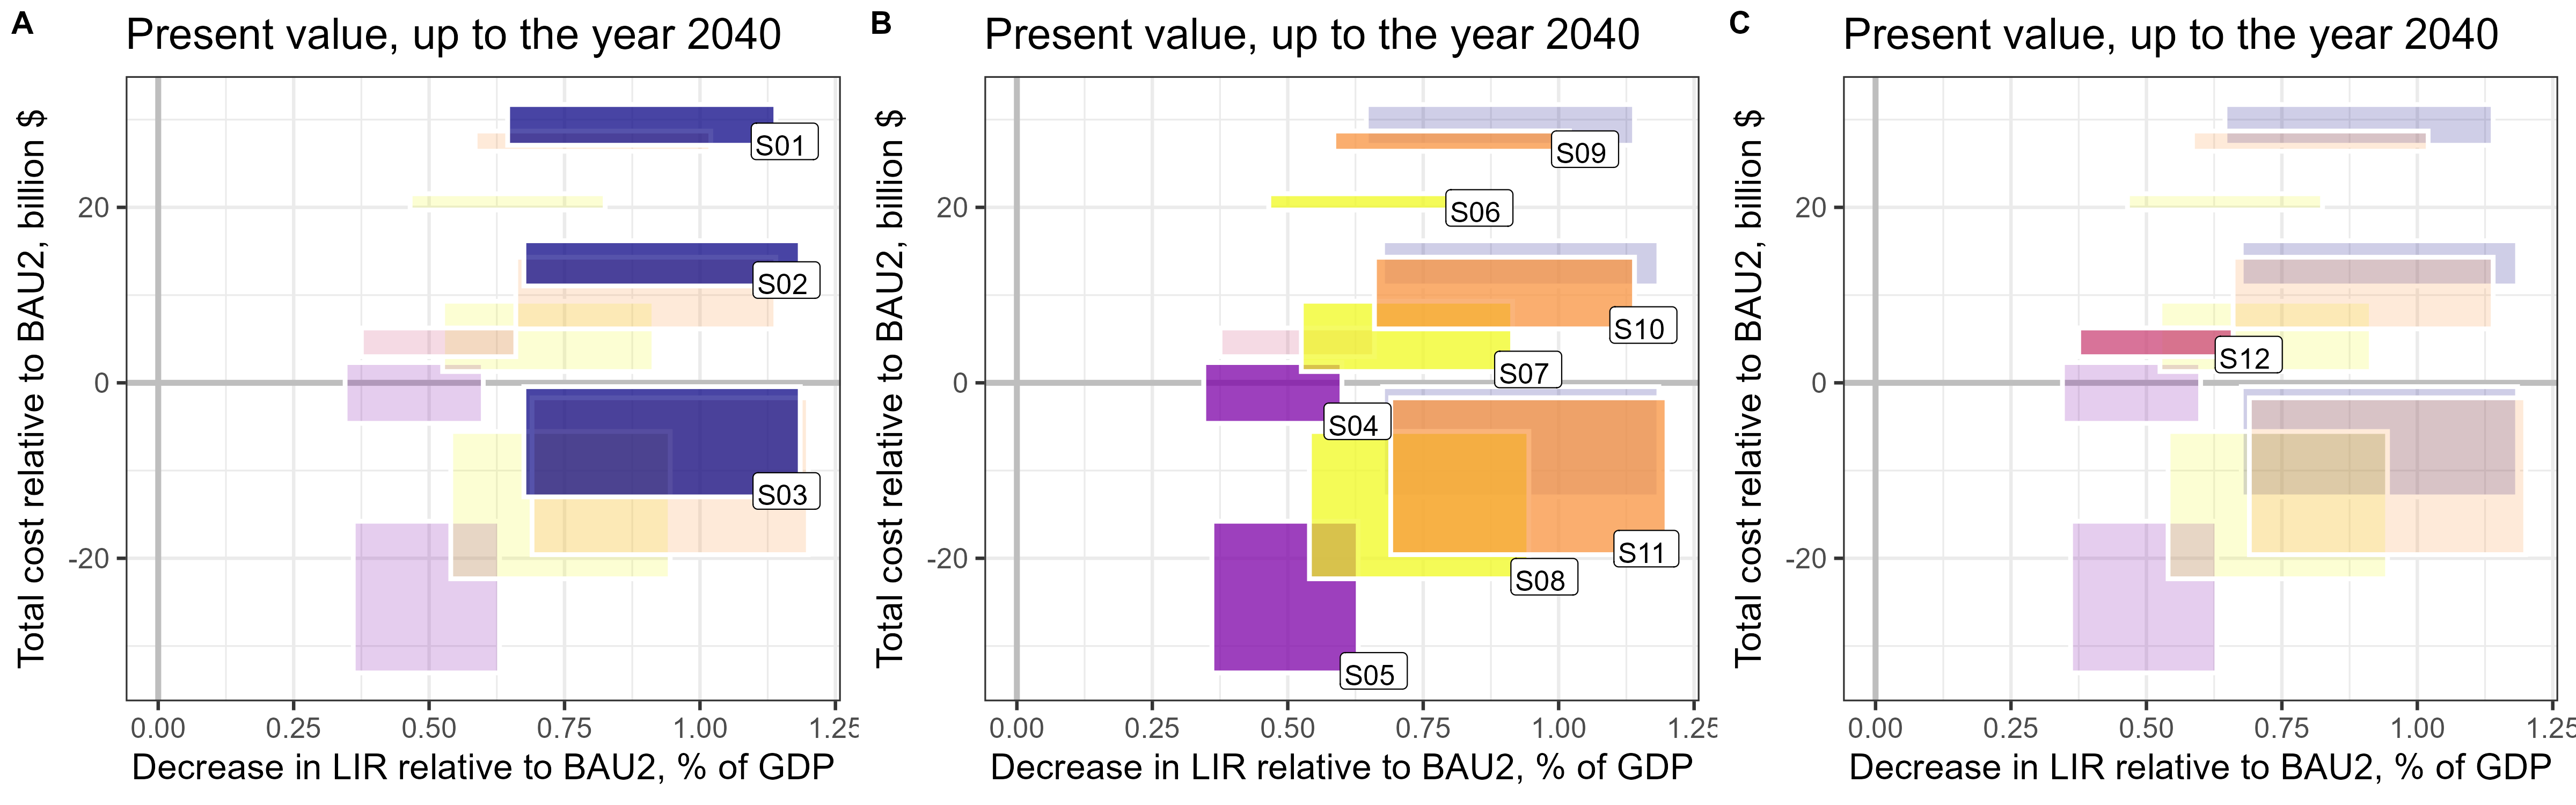 A
Present value, up to the year 2040
Total cost relative to BAU2, billion $
20
0
-20
S01
S02
S03
0.00 0.25 0.50 0.75 1.00 1.25
Decrease in LIR relative to BAU2, % of GDP
B
Present value, up to the year 2040
Total cost relative to BAU2, billion $
20
0
-20
S09
S06
S10
S07
S04
S11
S08
S05
0.00 0.25 0.50 0.75 1.00 1.25
Decrease in LIR relative to BAU2, % of GDP
C
Present value, up to the year 2040
Total cost relative to BAU2, billion $
20
0
-20
S12
0.00 0.25 0.50 0.75 1.00 1.25
Decrease in LIR relative to BAU2, % of GDP